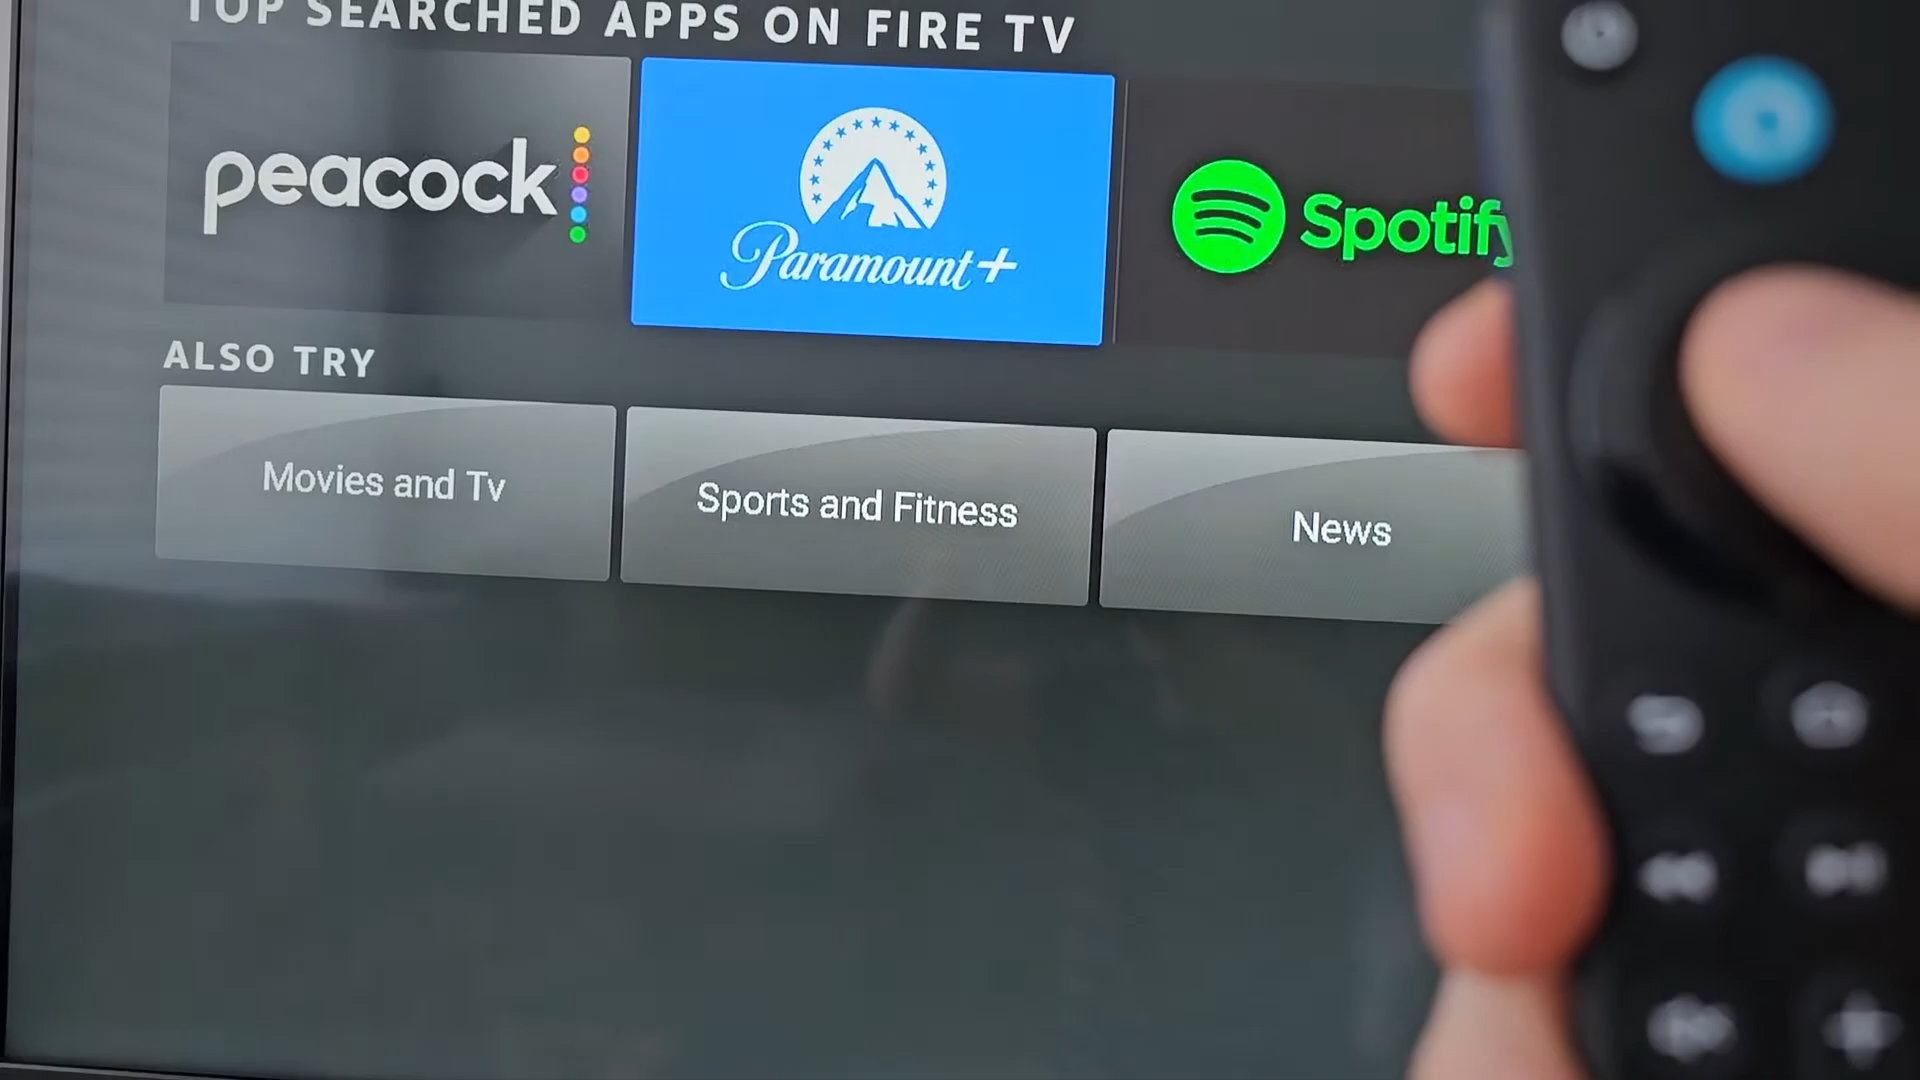 TOP SEARCHED APPS ON FIRE TV
peacock
Paramount+
Spotify
ALSO TRY
Movies and Tv
Sports and Fitness
News